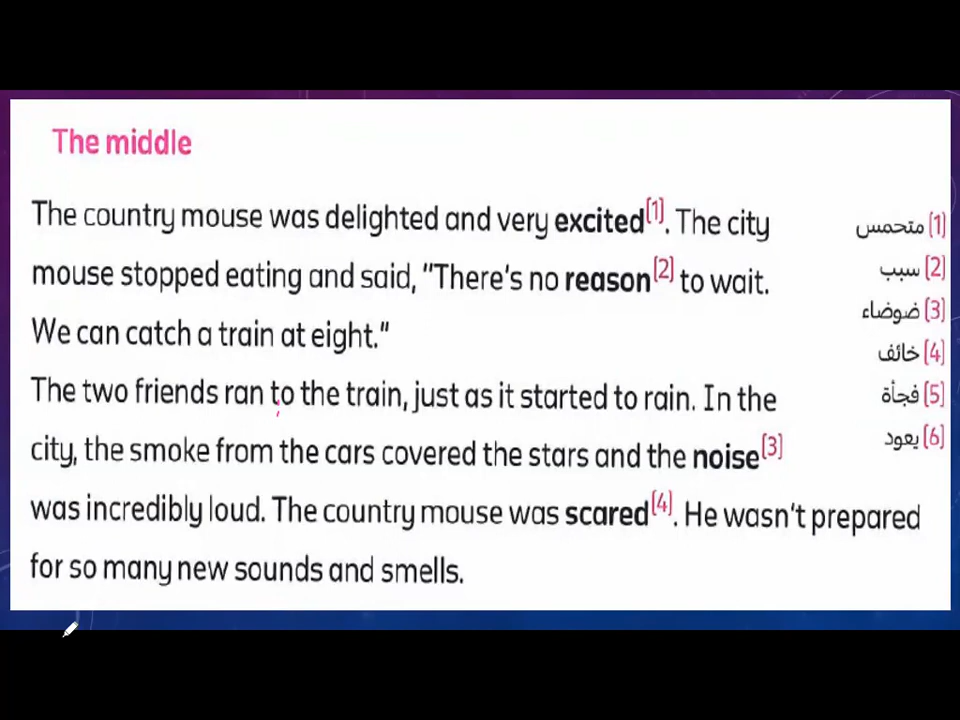 The middle
The country mouse was delighted and very excited(1). The city
mouse stopped eating and said, "There's no reason(2) to wait.
We can catch a train at eight."
The two friends ran to the train, just as it started to rain. In the
city, the smoke from the cars covered the stars and the noise(3)
was incredibly loud. The country mouse was scared(4). He wasn't prepared
for so many new sounds and smells.
(1) متحمس
(2) سبب
(3) ضوضاء
(4) خائف
(5) فجأة
(6) يعود